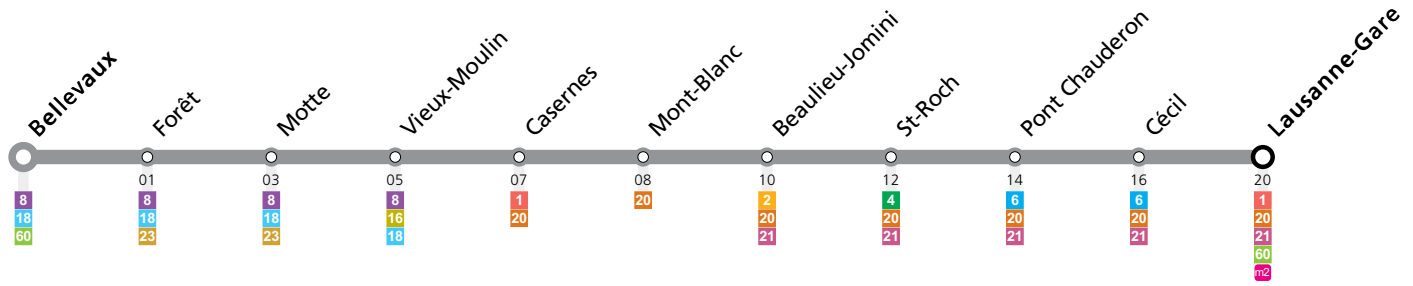 Bellevaux
Forêt
Motte
Vieux-Moulin
Casernes
Mont-Blanc
Beaulieu-Jomini
St-Roch
Pont Chauderon
Cécil
Lausanne-Gare
01 03 05 07 08 10 12 14 16 20
8 8 8 8 1 20 2 4 6 6 1
18 18 18 16 20 20 20 20 20 20
60 23 23 18 21 21 21 21 21
60
m2